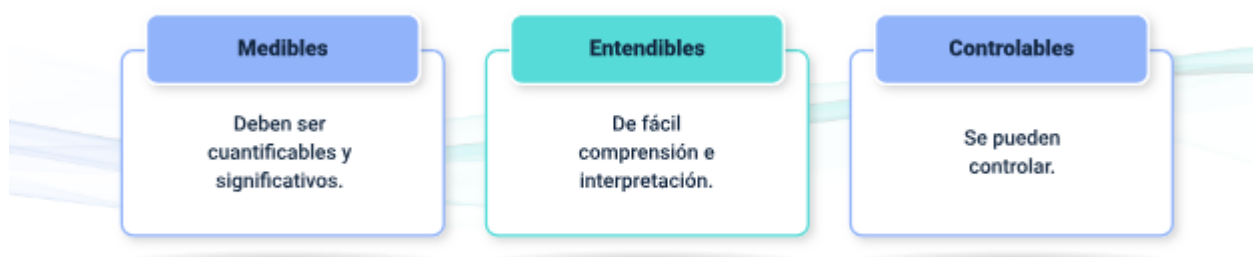 Medibles
Deben ser
cuantificables y
significativos.
Entendibles
De fácil
comprensión e
interpretación.
Controlables
Se pueden
controlar.